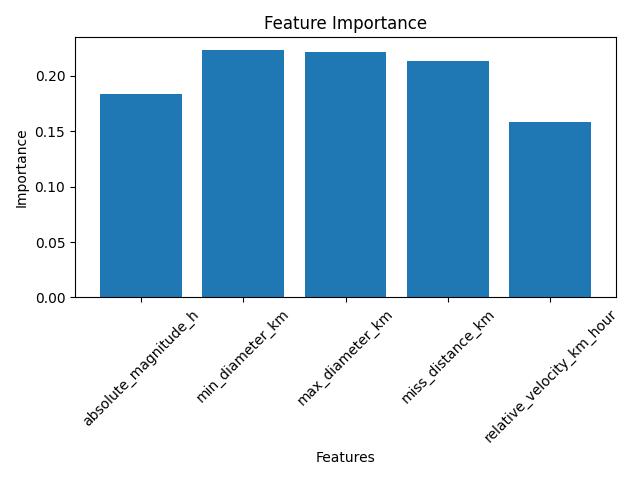 Feature Importance
Importance
0.20
0.15
0.10
0.05
0.00
absolute_magnitude_h
min_diameter_km
max_diameter_km
miss_distance_km
relative_velocity_km_hour
Features